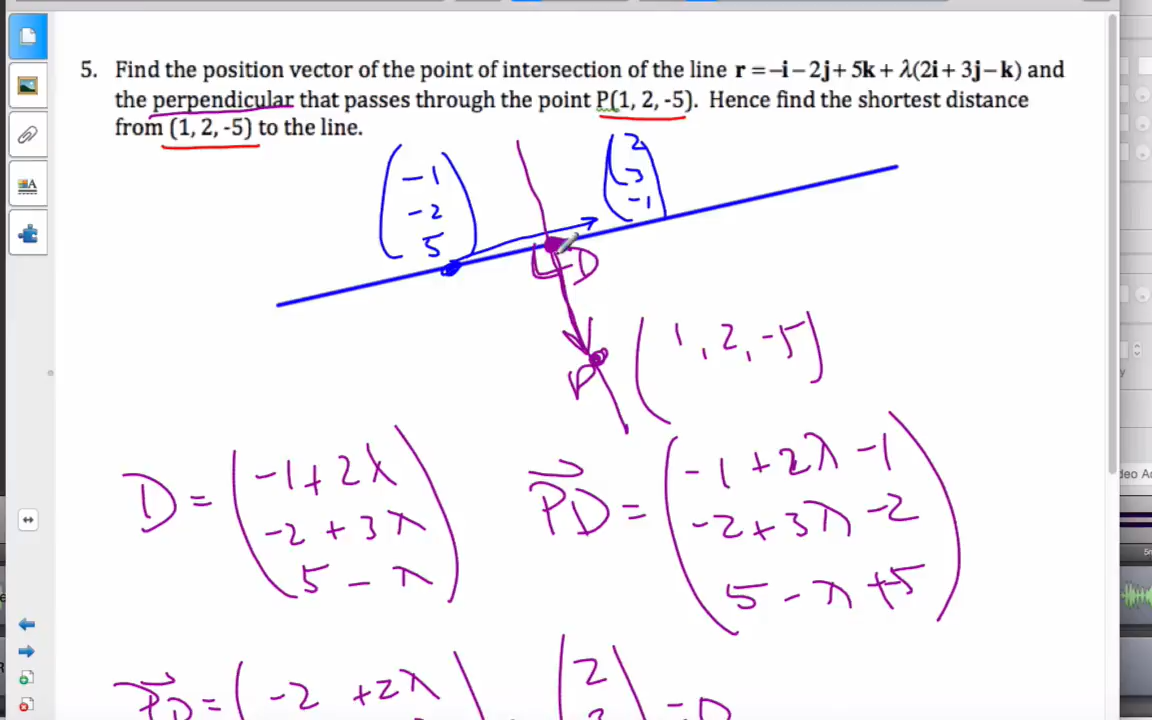 5. Find the position vector of the point of intersection of the line r = –i – 2j + 5k + λ(2i + 3j – k) and
the perpendicular that passes through the point P(1, 2, -5). Hence find the shortest distance
from (1, 2, -5) to the line.
-1
-2
5
2
3
-1
D
P (1, 2, -5)
D = (-1 + 2λ
-2 + 3λ
5 - λ)
PD = (-1 + 2λ - 1
-2 + 3λ - 2
5 - λ + 5)
PD = (-2 + 2λ
2
= 0